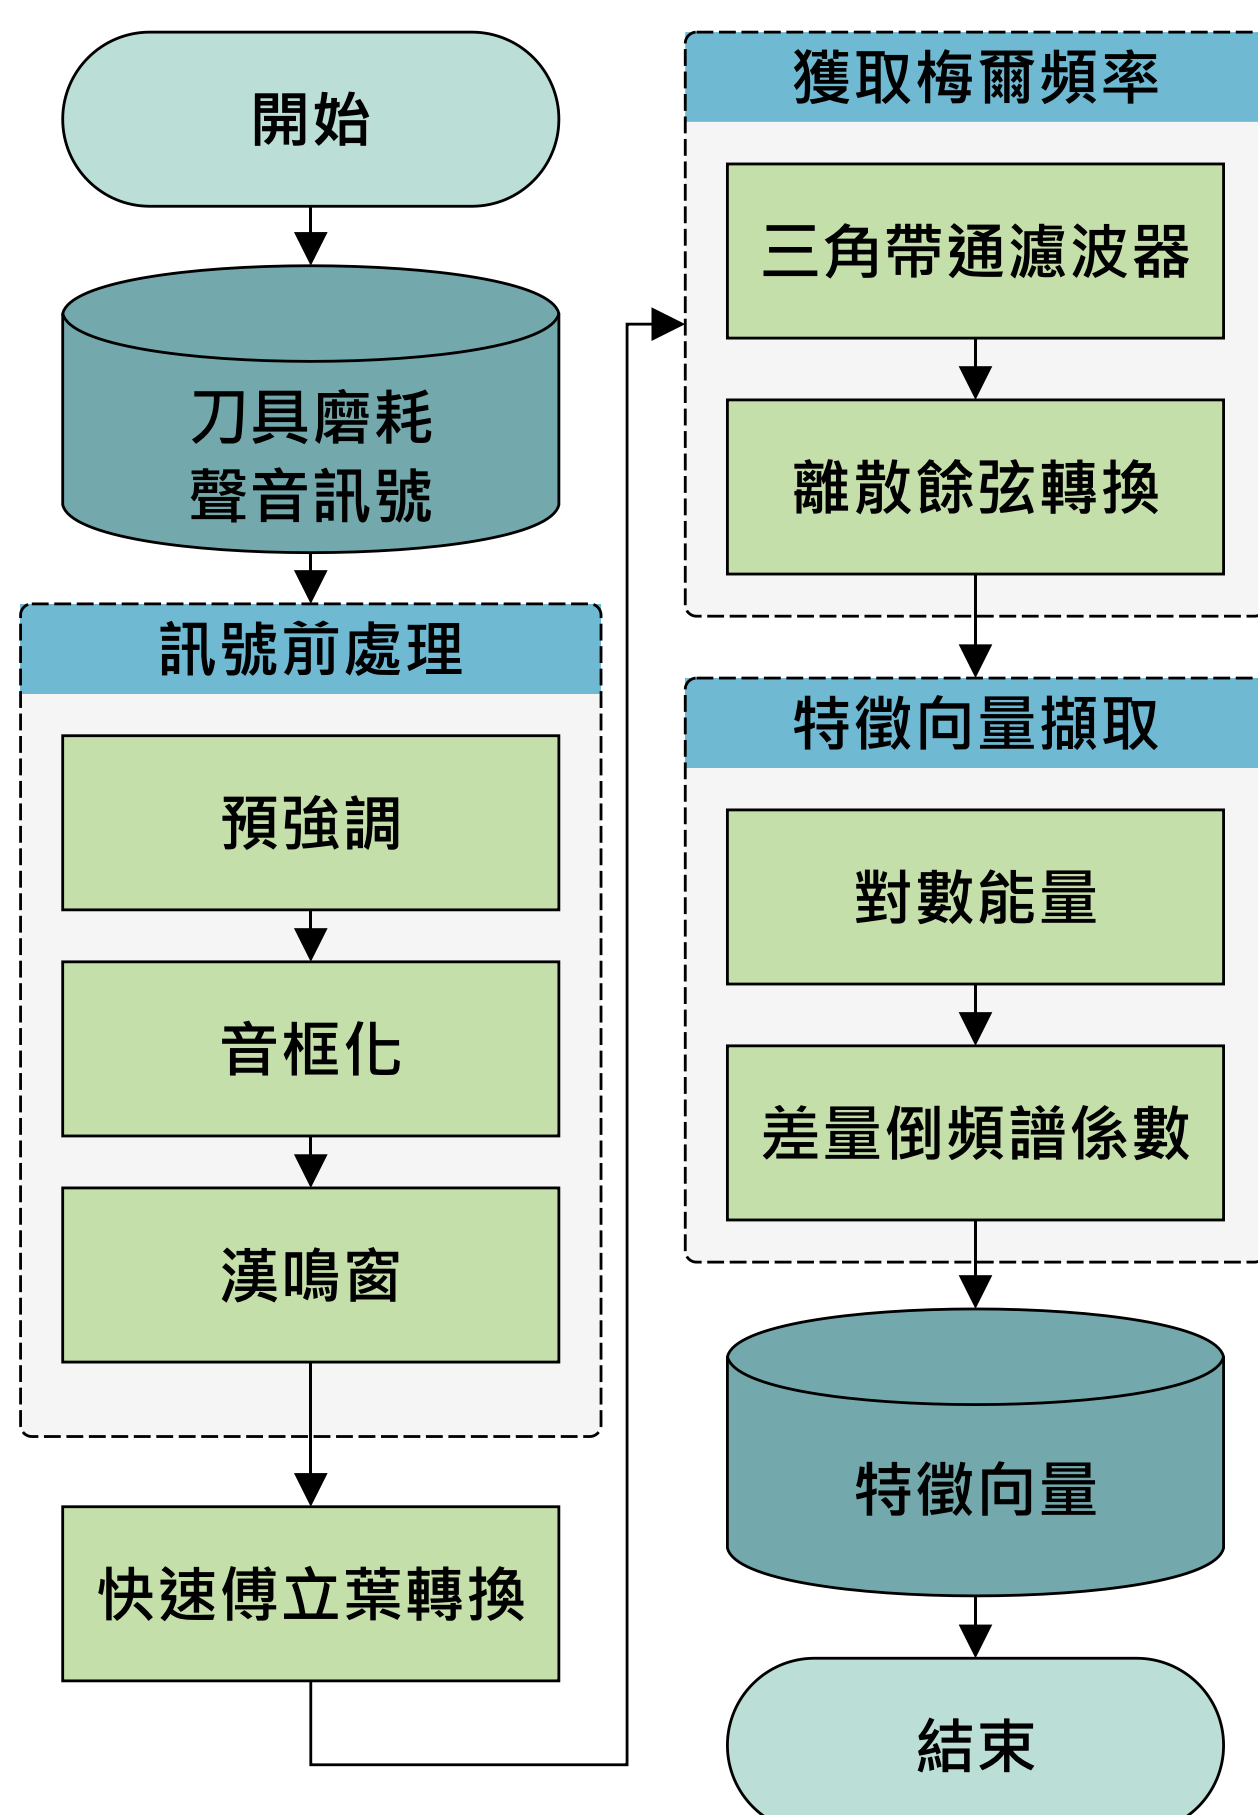 開始
刀具磨耗
聲音訊號
訊號前處理
預強調
音框化
漢鳴窗
快速傅立葉轉換
獲取梅爾頻率
三角帶通濾波器
離散餘弦轉換
特徵向量擷取
對數能量
差量倒頻譜係數
特徵向量
結束